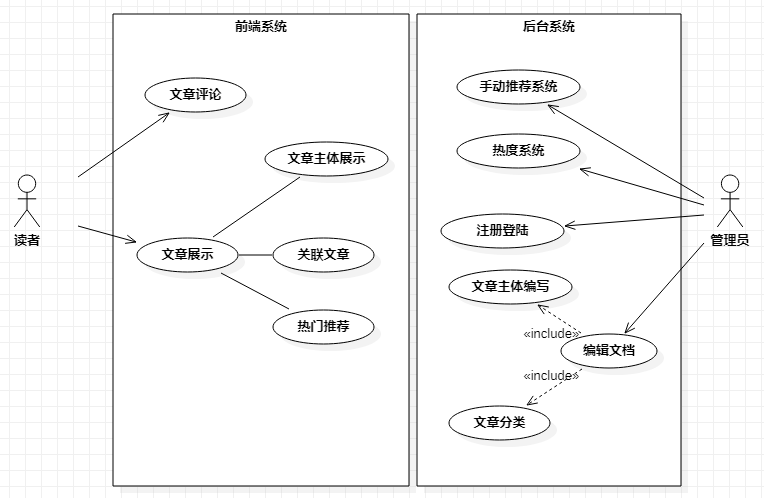 前端系统
后台系统
文章评论
手动推荐系统
文章主体展示
热度系统
读者
管理员
注册登陆
文章展示
关联文章
文章主体编写
热门推荐
«include»
编辑文档
«include»
文章分类